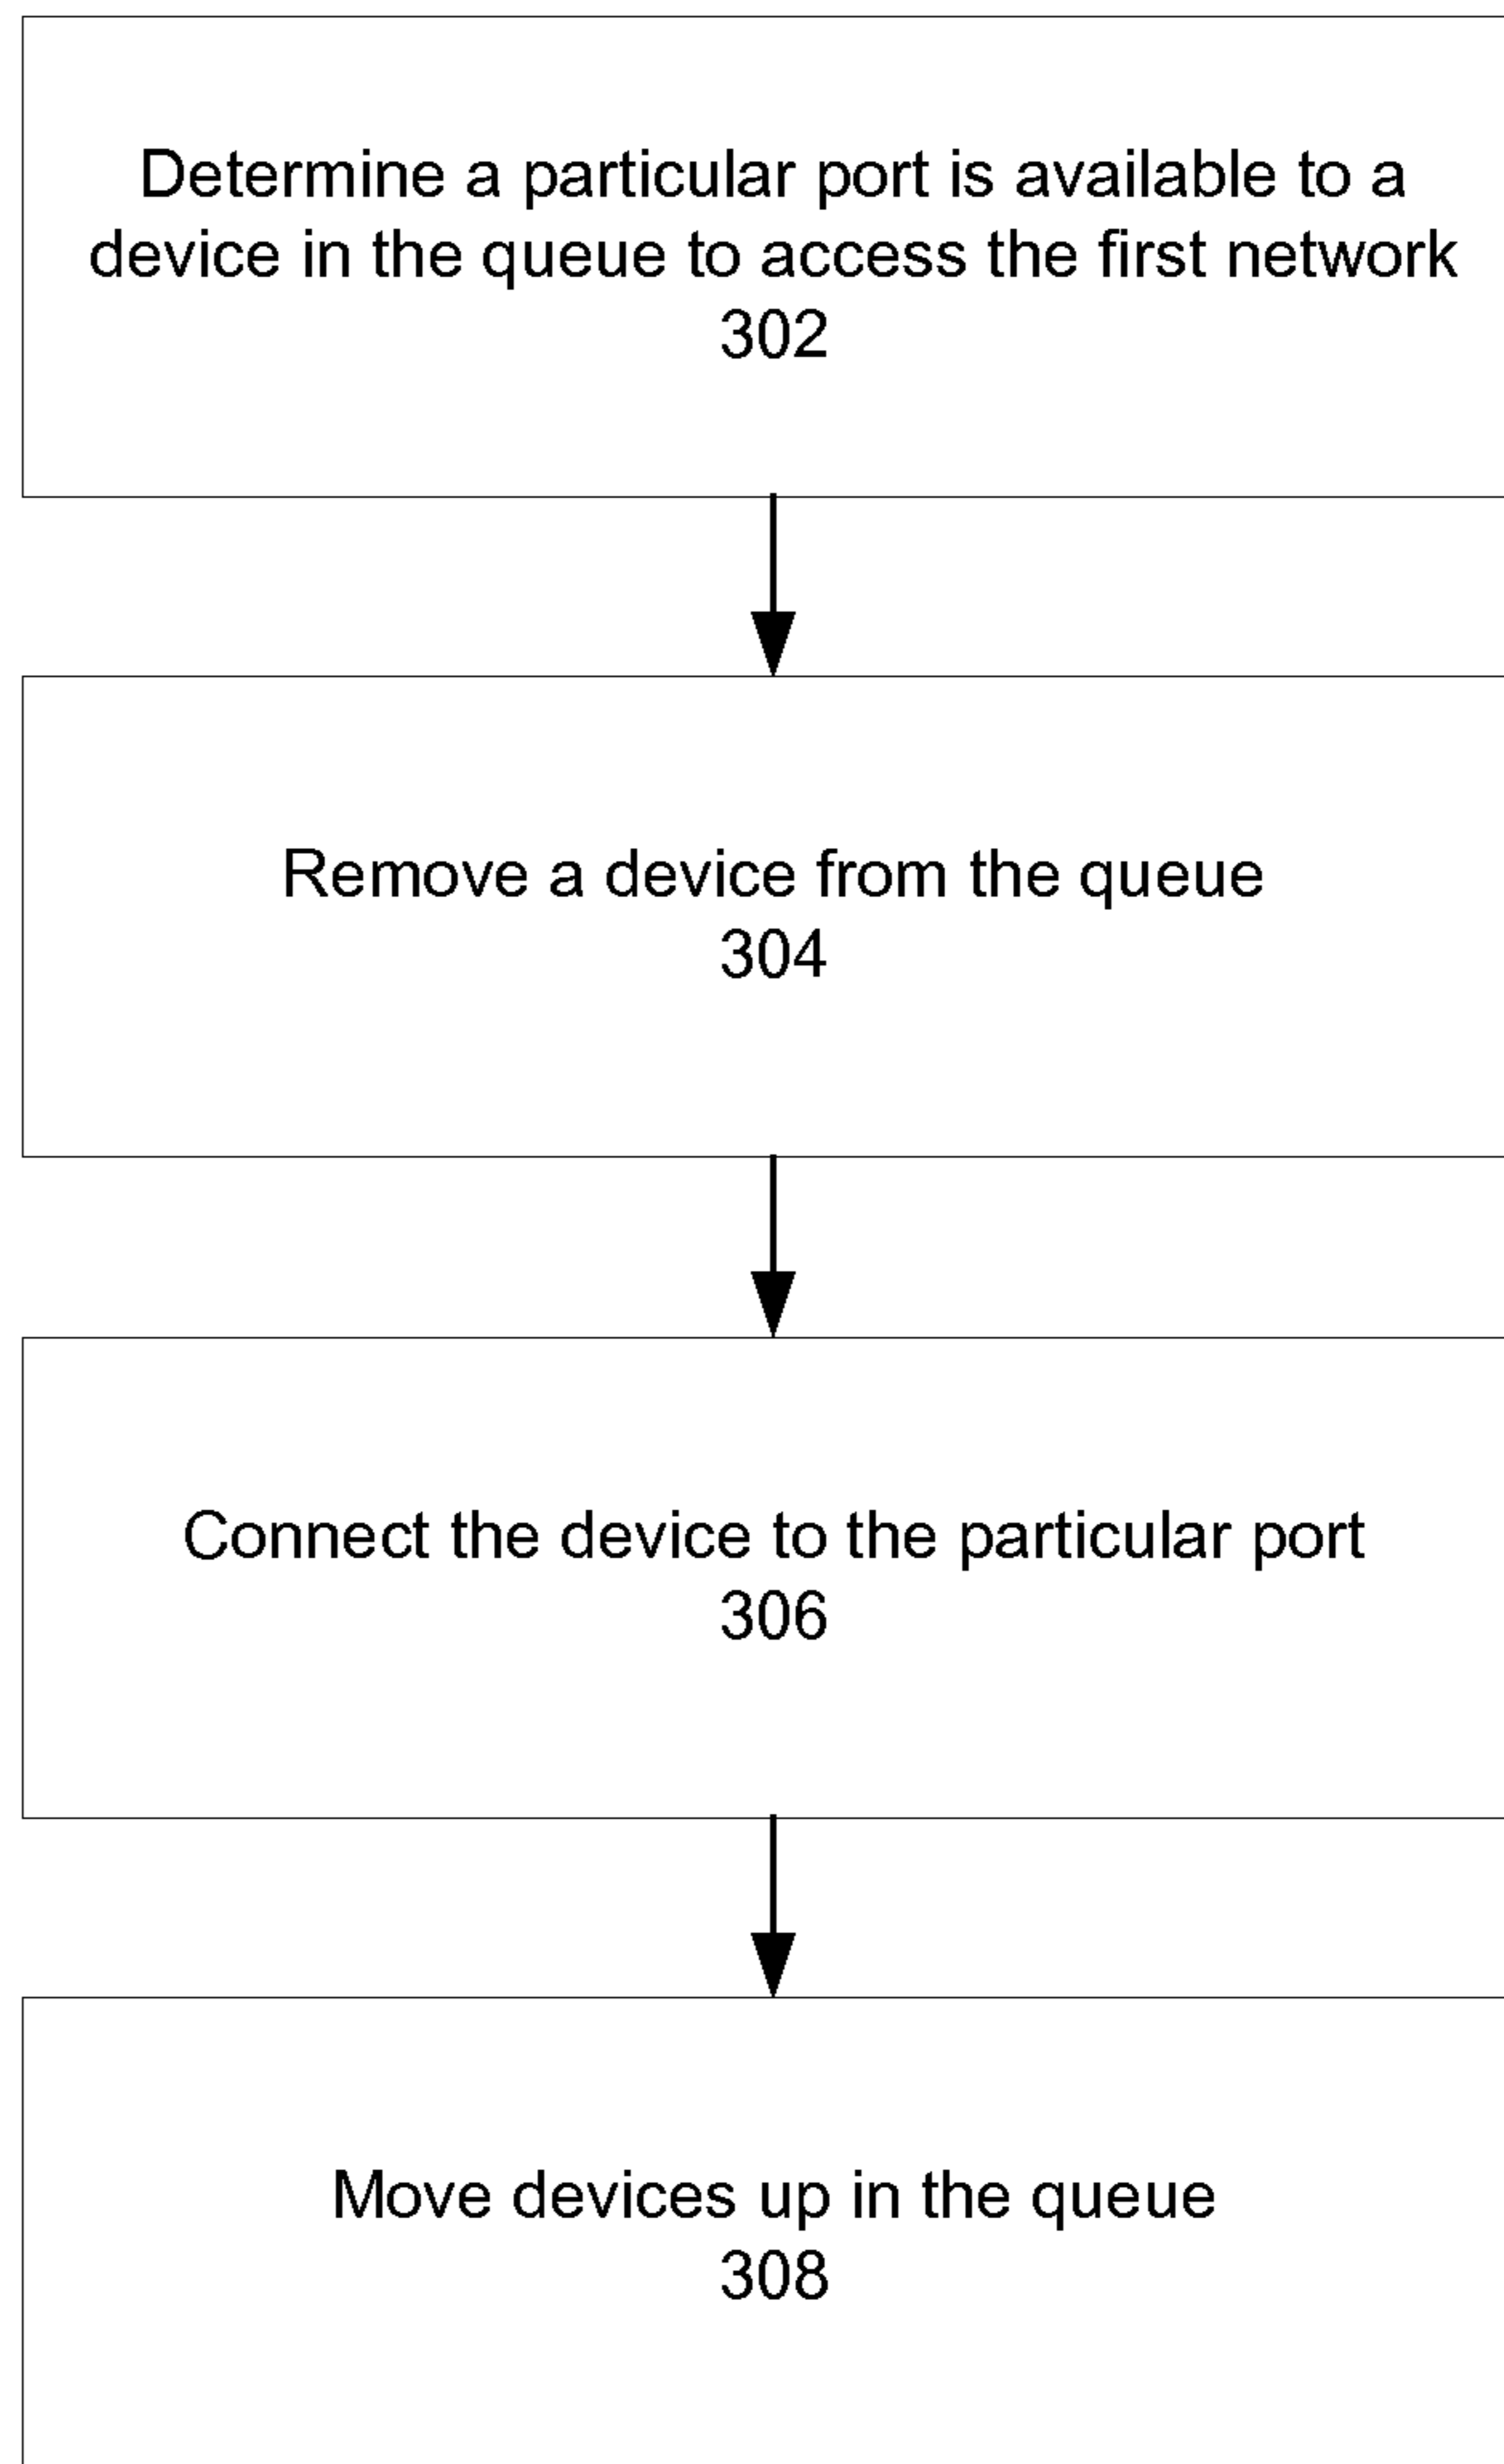 Determine a particular port is available to a
device in the queue to access the first network
302
Remove a device from the queue
304
Connect the device to the particular port
306
Move devices up in the queue
308